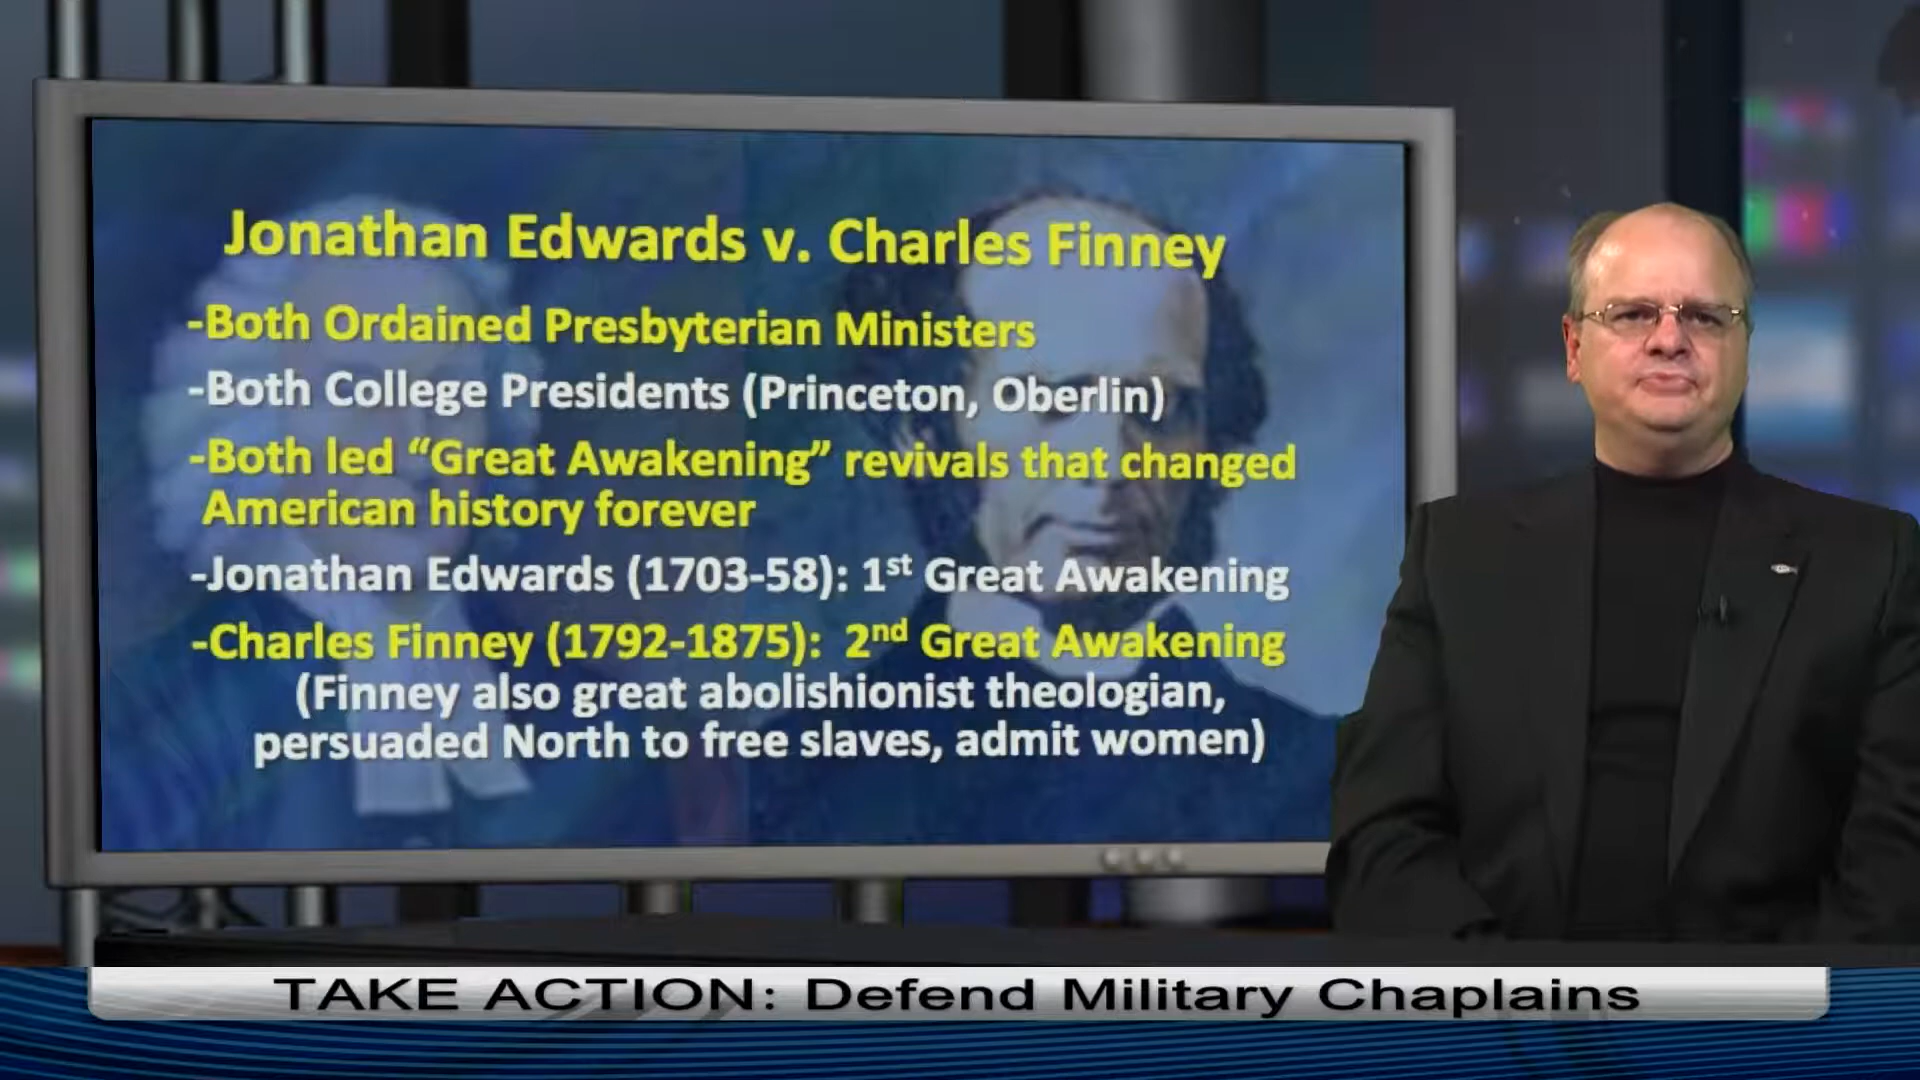 Jonathan Edwards v. Charles Finney
-Both Ordained Presbyterian Ministers
-Both College Presidents (Princeton, Oberlin)
-Both led “Great Awakening” revivals that changed
American history forever
-Jonathan Edwards (1703-58): 1st Great Awakening
-Charles Finney (1792-1875): 2nd Great Awakening
(Finney also great abolishionist theologian,
persuaded North to free slaves, admit women)
TAKE ACTION: Defend Military Chaplains